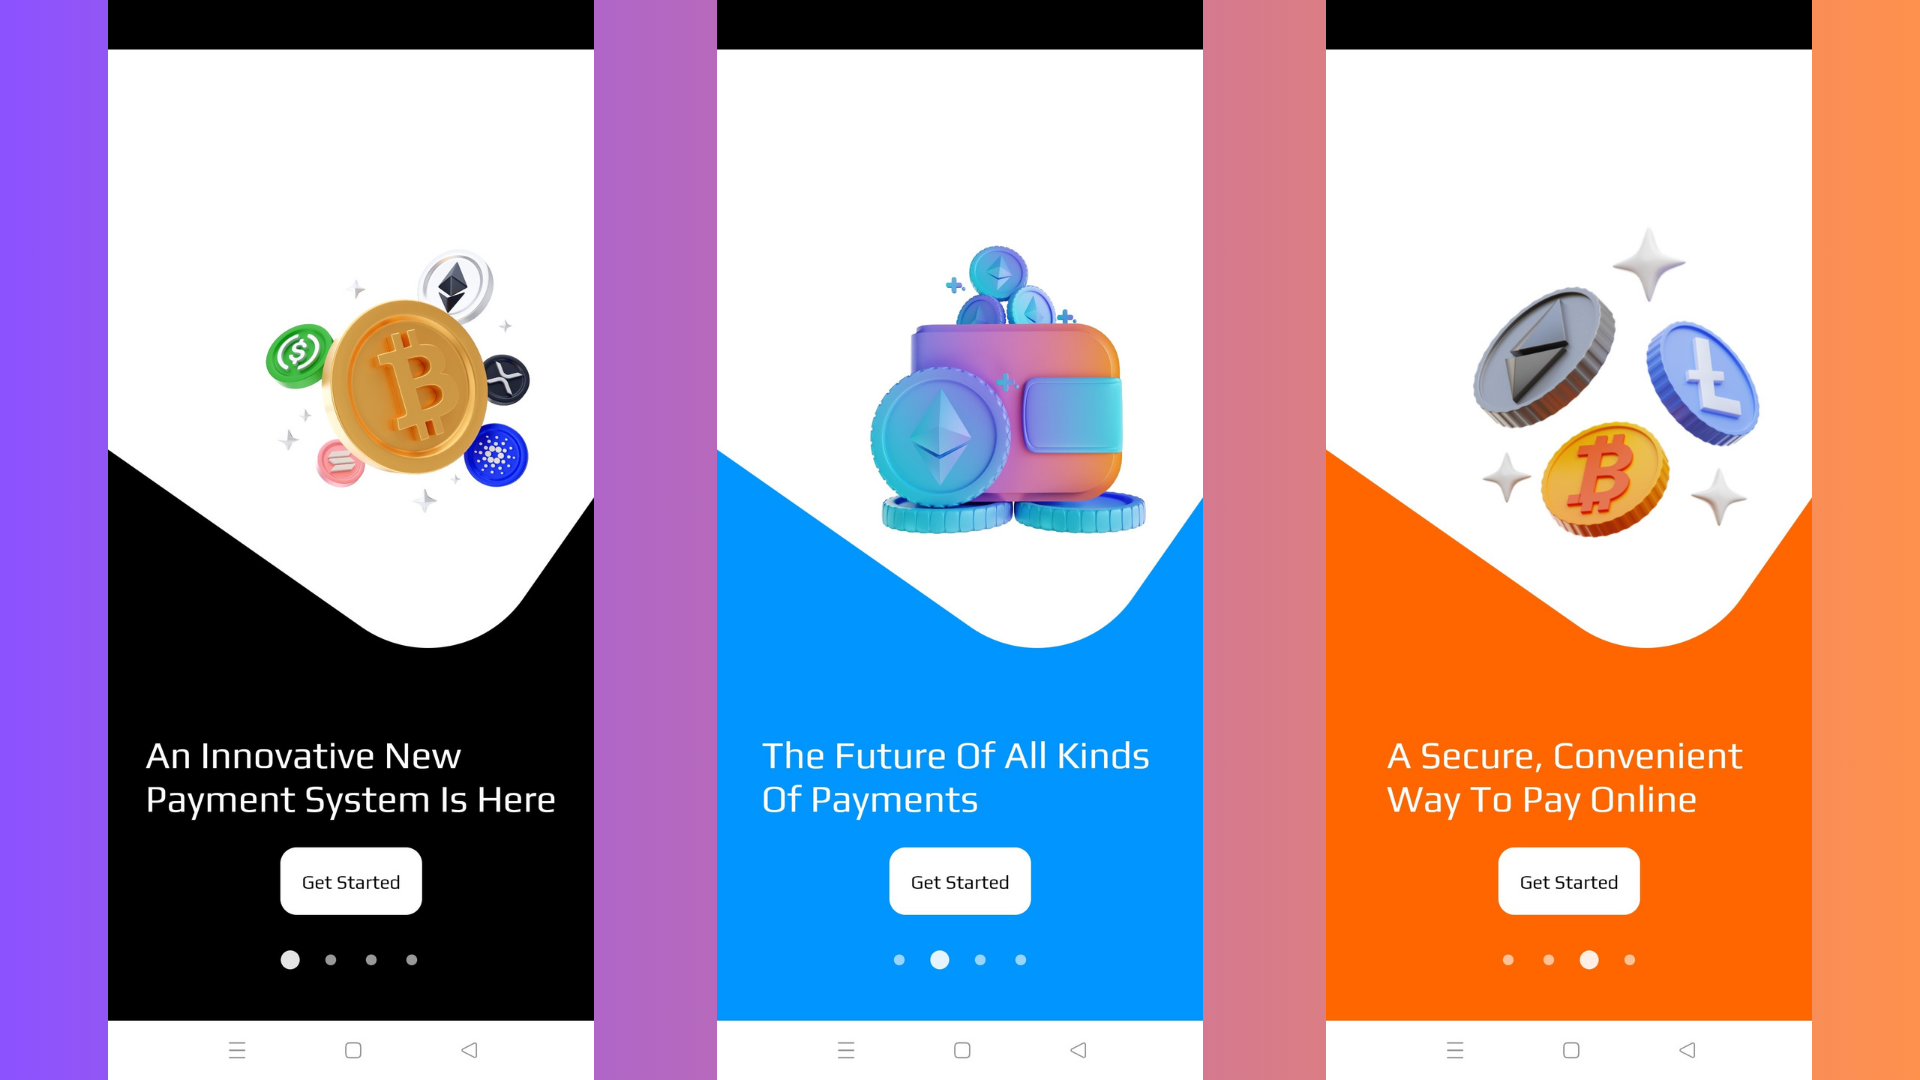 An Innovative New
Payment System Is Here
Get Started
The Future Of All Kinds
Of Payments
Get Started
A Secure, Convenient
Way To Pay Online
Get Started